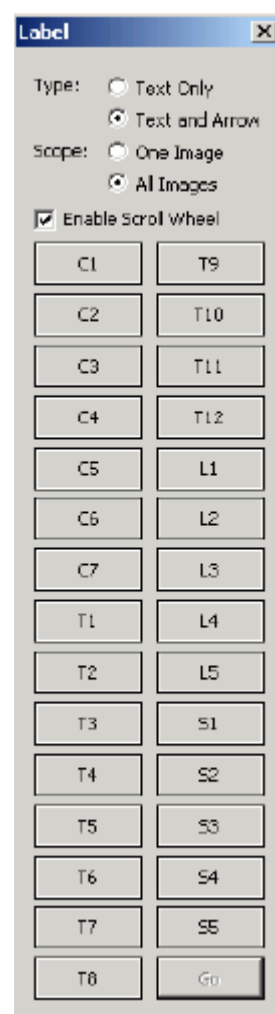 Label
Type: Text Only
Text and Arrow
Scope: One Image
All Images
Enable Scroll Wheel
C1 T9
C2 T10
C3 T11
C4 T12
C5 L1
C6 L2
C7 L3
T1 L4
T2 L5
T3 S1
T4 S2
T5 S3
T6 S4
T7 S5
T8 Go